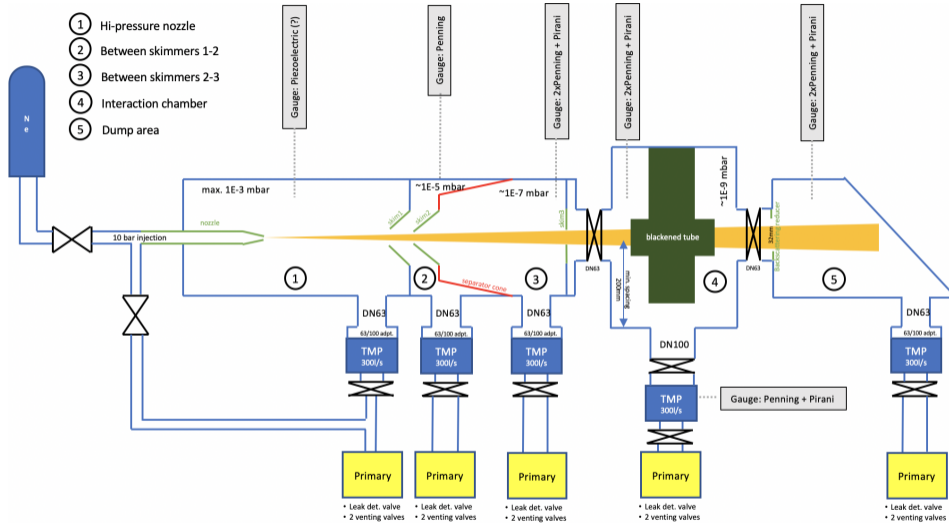 1 Hi-pressure nozzle
2 Between skimmers 1-2
3 Between skimmers 2-3
4 Interaction chamber
5 Dump area
N
e
Gauge: Piezoelectric (?)
Gauge: Penning
Gauge: 2xPenning + Pirani
Gauge: 2xPenning + Pirani
Gauge: 2xPenning + Pirani
max. 1E-3 mbar
~1E-5 mbar
~1E-7 mbar
~1E-9 mbar
nozzle
10 bar injection
skim1
skim2
skim3
separator cone
blackened tube
32mm
Backscattering reducer
DN63
DN63
min. spacing
200mm
1
2
3
4
5
DN63
DN63
DN63
DN100
DN63
63/100 adpt.
63/100 adpt.
63/100 adpt.
63/100 adpt.
TMP
300l/s
TMP
300l/s
TMP
300l/s
TMP
300l/s
TMP
300l/s
Gauge: Penning + Pirani
Primary
Primary
Primary
Primary
Primary
• Leak det. valve
• 2 venting valves
• Leak det. valve
• 2 venting valves
• Leak det. valve
• 2 venting valves
• Leak det. valve
• 2 venting valves
• Leak det. valve
• 2 venting valves